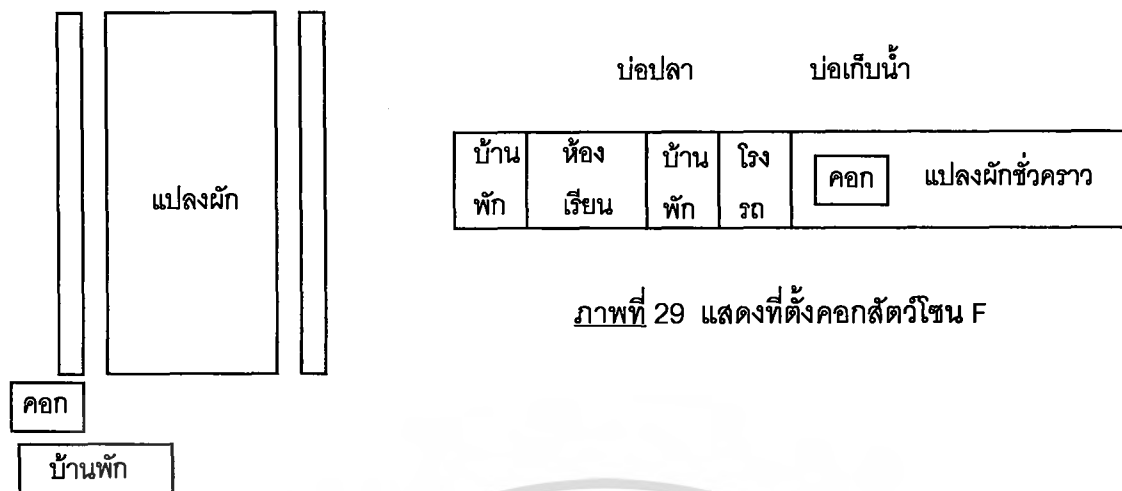 แปลงผัก
คอก
บ้านพัก
บ่อปลา บ่อเก็บน้ำ
บ้าน ห้อง บ้าน โรง
พัก เรียน พัก รถ
คอก แปลงผักชั่วคราว
ภาพที่ 29 แสดงที่ตั้งคอกสัตว์โซน F